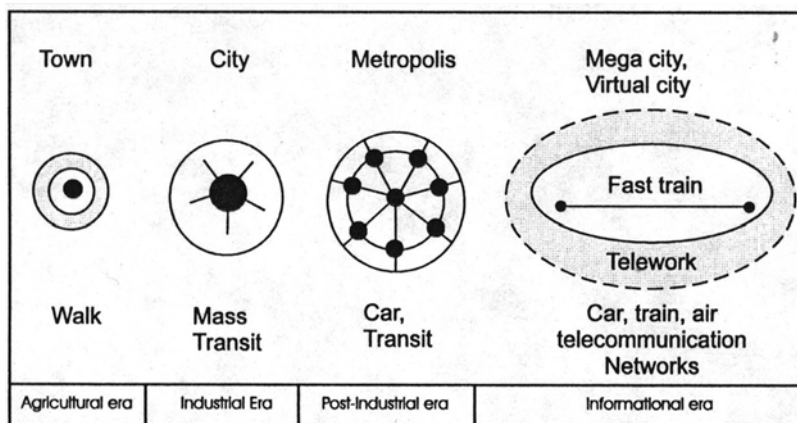 Town
City
Metropolis
Mega city,
Virtual city
Fast train
Telework
Walk
Mass
Transit
Car,
Transit
Car, train, air
telecommunication
Networks
Agricultural era
Industrial Era
Post-Industrial era
Informational era